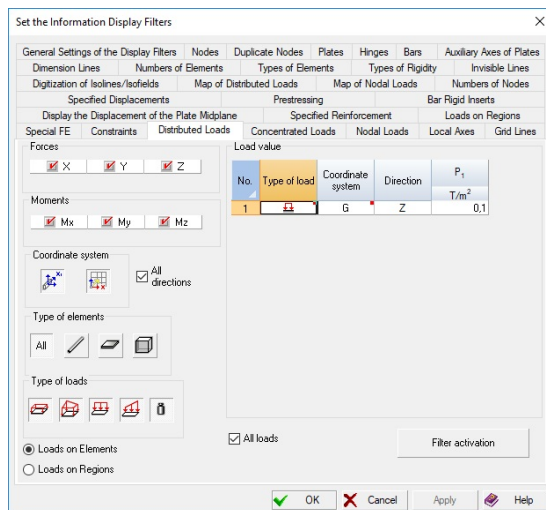 Set the Information Display Filters
General Settings of the Display Filters Nodes Duplicate Nodes Plates Hinges Bars Auxiliary Axes of Plates
Dimension Lines Numbers of Elements Types of Elements Types of Rigidity Invisible Lines
Digitization of Isolines/Isofields Map of Distributed Loads Map of Nodal Loads Numbers of Nodes
Specified Displacements Prestressing Bar Rigid Inserts
Display the Displacement of the Plate Midplane Specified Reinforcement Loads on Regions
Special FE Constraints Distributed Loads Concentrated Loads Nodal Loads Local Axes Grid Lines
Forces
X Y Z
Moments
Mx My Mz
Coordinate system
All
directions
Type of elements
All
Type of loads
Loads on Elements
Loads on Regions
Load value
No. Type of load Coordinate system Direction P1
T/m²
1 G Z 0,1
All loads
Filter activation
OK Cancel Apply Help